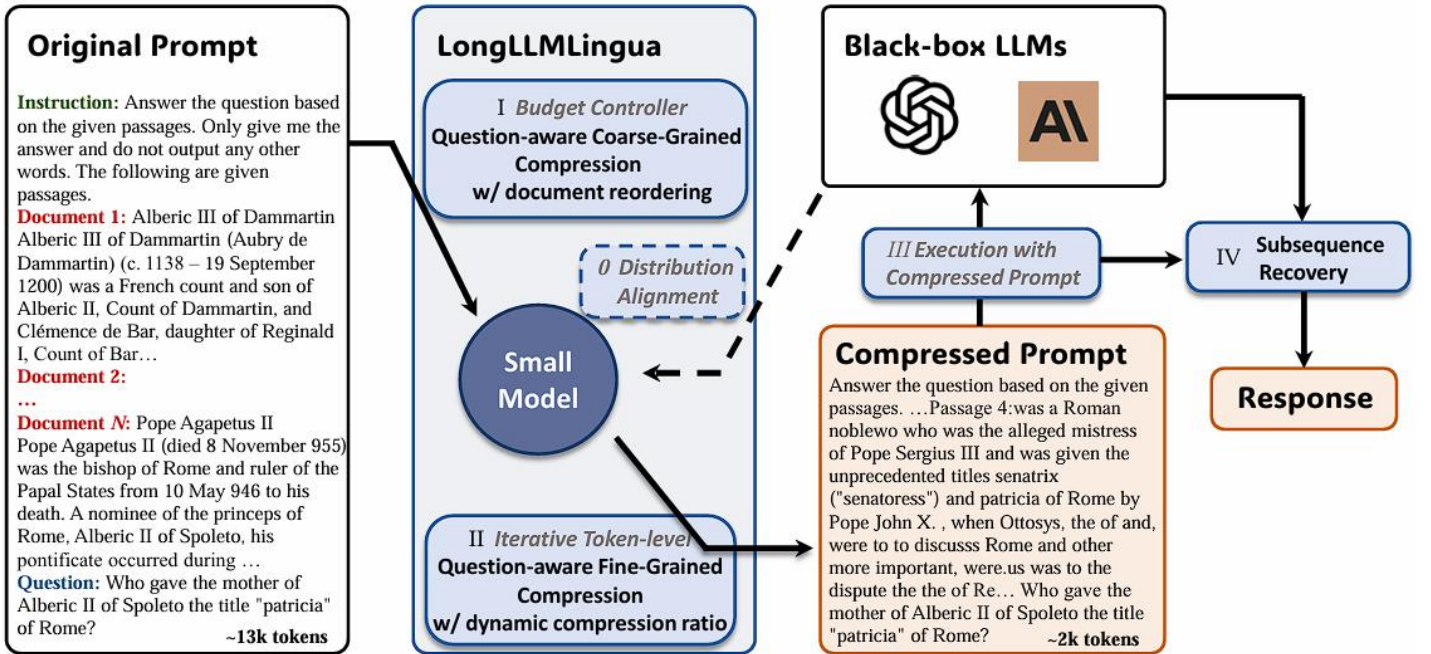 Original Prompt
Instruction: Answer the question based
on the given passages. Only give me the
answer and do not output any other
words. The following are given
passages.
Document 1: Alberic III of Dammartin
Alberic III of Dammartin (Aubry de
Dammartin) (c. 1138 – 19 September
1200) was a French count and son of
Alberic II, Count of Dammartin, and
Clémence de Bar, daughter of Reginald
I, Count of Bar…
Document 2:
…
Document N: Pope Agapetus II
Pope Agapetus II (died 8 November 955)
was the bishop of Rome and ruler of the
Papal States from 10 May 946 to his
death. A nominee of the princeps of
Rome, Alberic II of Spoleto, his
pontificate occurred during …
Question: Who gave the mother of
Alberic II of Spoleto the title "patricia"
of Rome?
~13k tokens
LongLLMLingua
I Budget Controller
Question-aware Coarse-Grained
Compression
w/ document reordering
0 Distribution
Alignment
Small
Model
II Iterative Token-level
Question-aware Fine-Grained
Compression
w/ dynamic compression ratio
Black-box LLMs
AI
III Execution with
Compressed Prompt
Compressed Prompt
Answer the question based on the given
passages. …Passage 4:was a Roman
noblewo who was the alleged mistress
of Pope Sergius III and was given the
unprecedented titles senatrix
("senatoress") and patricia of Rome by
Pope John X. , when Ottosys, the of and,
were to to discusss Rome and other
more important, were.us was to the
dispute the the of Re… Who gave the
mother of Alberic II of Spoleto the title
"patricia" of Rome?
~2k tokens
IV Subsequence
Recovery
Response